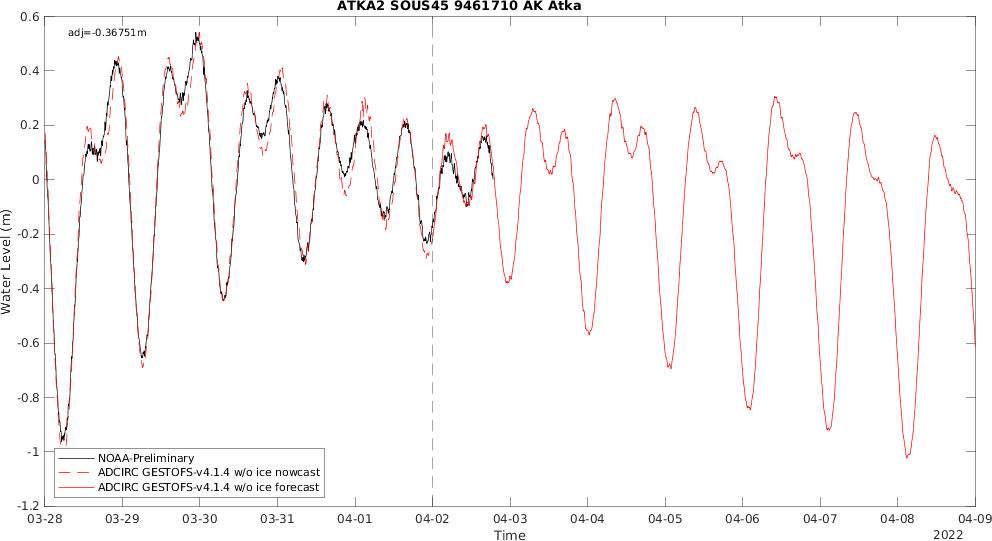 ATKA2 SOUS45 9461710 AK Atka
adj=-0.36751m
0.6
0.4
0.2
0
-0.2
-0.4
-0.6
-0.8
-1
-1.2
Water Level (m)
NOAA-Preliminary
ADCIRC GESTOFS-v4.1.4 w/o ice nowcast
ADCIRC GESTOFS-v4.1.4 w/o ice forecast
03-28 03-29 03-30 03-31 04-01 04-02 04-03 04-04 04-05 04-06 04-07 04-08 04-09
Time
2022